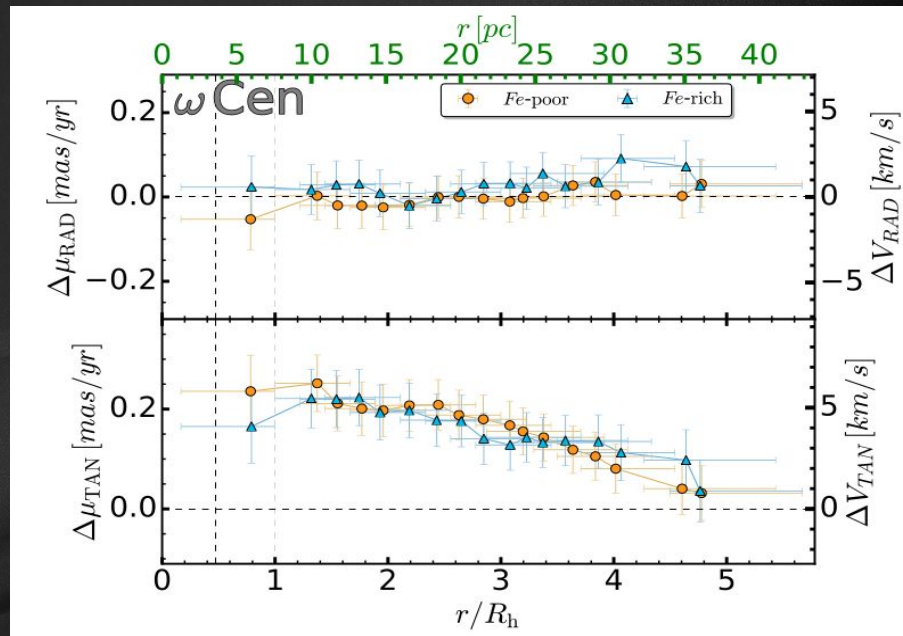 r [pc]
0 5 10 15 20 25 30 35 40
ω Cen
Fe-poor Fe-rich
0.2 5
0.0 0
−0.2 −5
Δμ_RAD [mas/yr]
ΔV_RAD [km/s]
0.2 5
0.0 0
Δμ_TAN [mas/yr]
ΔV_TAN [km/s]
0 1 2 3 4 5
r/R_h